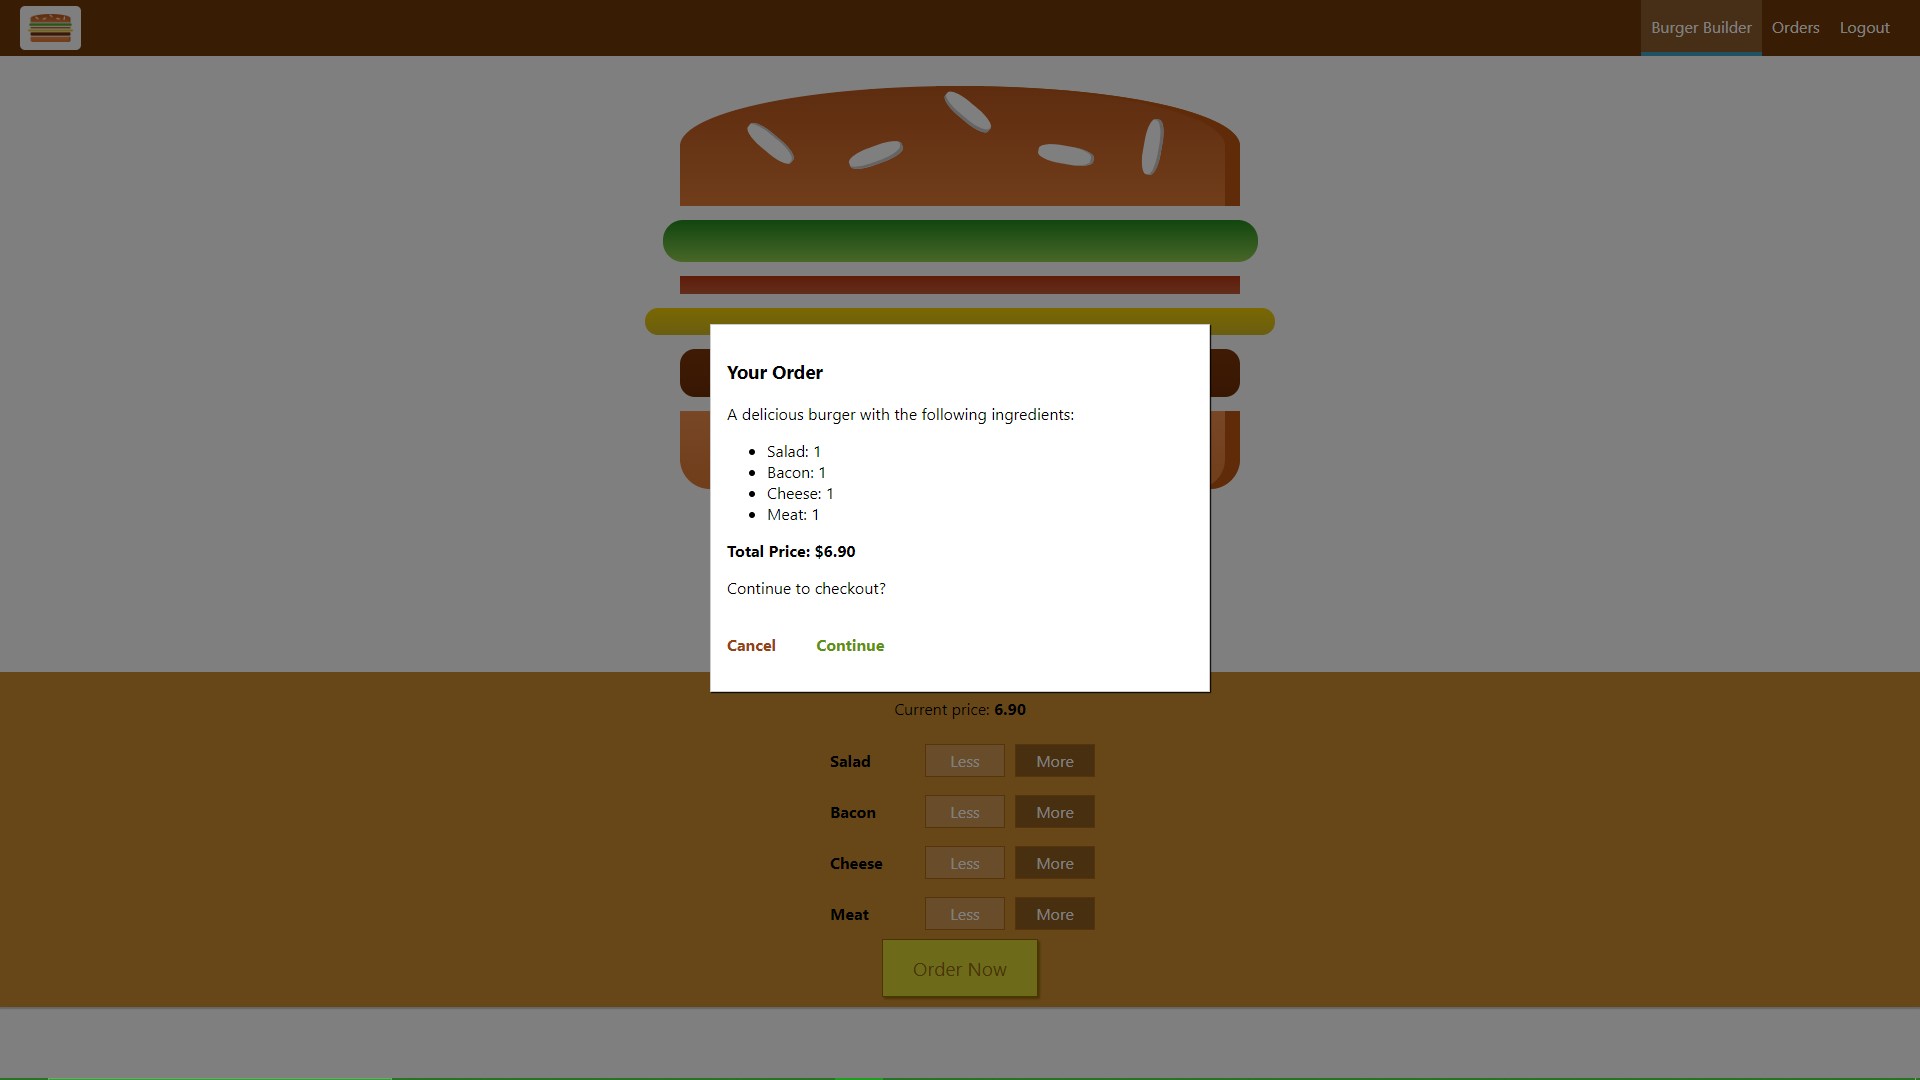 Burger Builder Orders Logout
Your Order
A delicious burger with the following ingredients:
Salad: 1
Bacon: 1
Cheese: 1
Meat: 1
Total Price: $6.90
Continue to checkout?
Cancel Continue
Current price: 6.90
Salad Less More
Bacon Less More
Cheese Less More
Meat Less More
Order Now